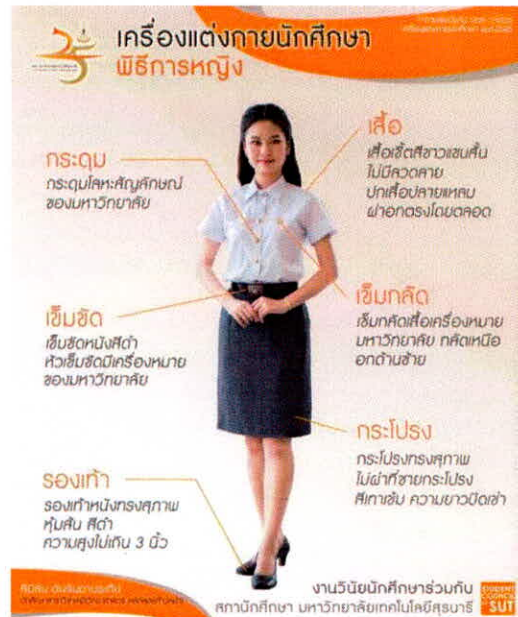 เครื่องแต่งกายนักศึกษา
พิธีการหญิง
เสื้อ
เสื้อเชิ้ตสีขาวแขนสั้น
ไม่มีลวดลาย
ปกเสื้อปลายแหลม
ผ่าอกตรงโดยตลอด
กระดุม
กระดุมโลหะสัญลักษณ์
ของมหาวิทยาลัย
เข็มกลัด
เข็มกลัดเสื้อเครื่องหมาย
มหาวิทยาลัย กลัดเหนือ
อกด้านซ้าย
เข็มขัด
เข็มขัดหนังสีดำ
หัวเข็มขัดมีเครื่องหมาย
ของมหาวิทยาลัย
กระโปรง
กระโปรงทรงสุภาพ
ไม่ผ่าที่ชายกระโปรง
สีเทาเข้ม ความยาวปิดเข่า
รองเท้า
รองเท้าหนังทรงสุภาพ
หุ้มส้น สีดำ
ความสูงไม่เกิน 3 นิ้ว
งานวินัยนักศึกษาร่วมกับ
สภานักศึกษา มหาวิทยาลัยเทคโนโลยีสุรนารี
STUDENT
COUNCIL
SUT